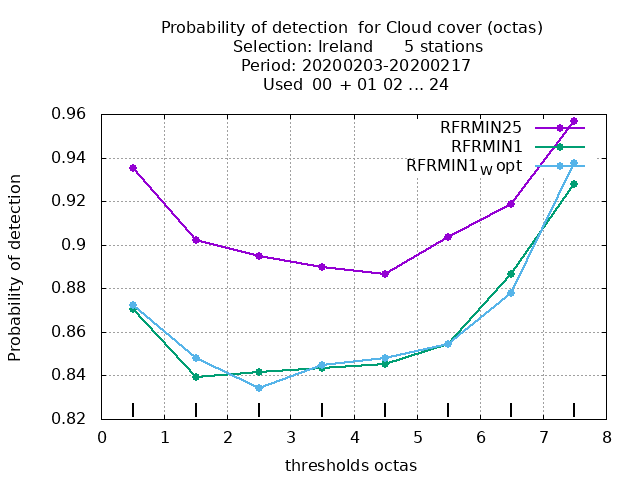 Probability of detection  for Cloud cover (octas)
Selection: Ireland      5 stations
Period: 20200203-20200217
Used  00 + 01 02 ... 24
RFRMIN25
RFRMIN1
RFRMIN1W opt
0.96
0.94
0.92
0.9
0.88
0.86
0.84
0.82
Probability of detection
0 1 2 3 4 5 6 7 8
thresholds octas